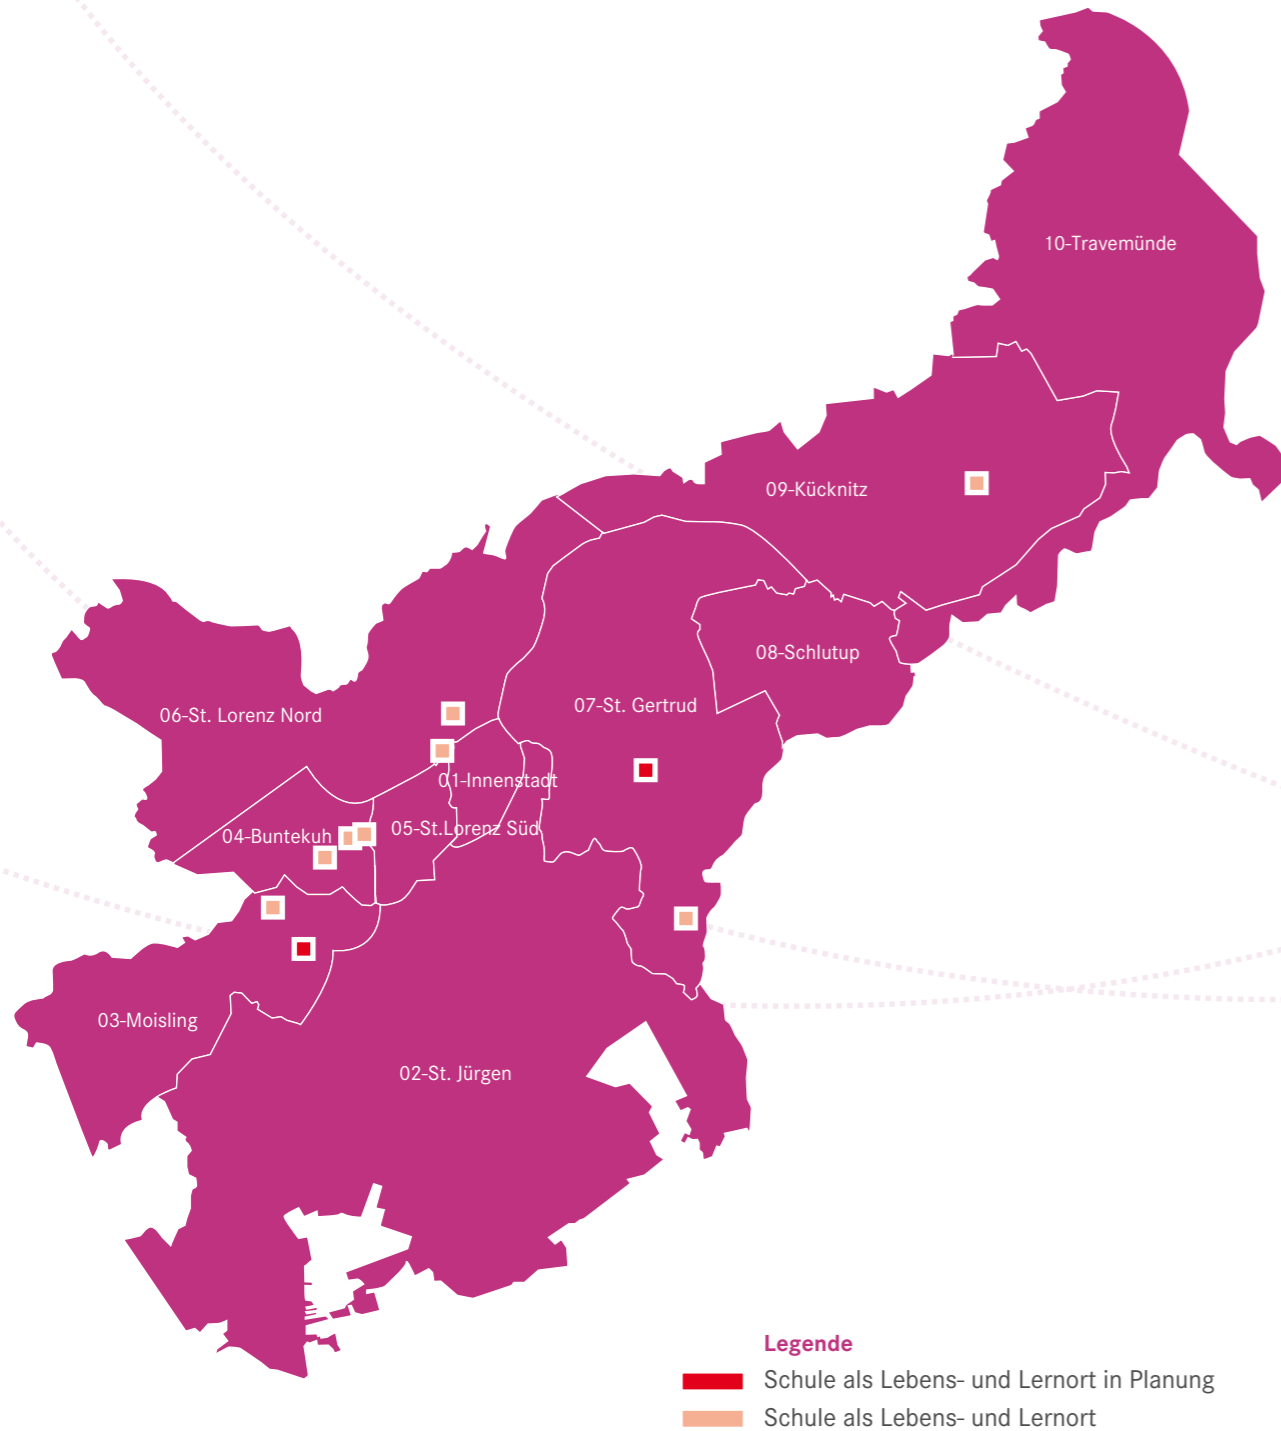 10-Travemünde
09-Kücknitz
08-Schlutup
07-St. Gertrud
06-St. Lorenz Nord
01-Innenstadt
05-St.Lorenz Süd
04-Buntekuh
03-Moisling
02-St. Jürgen
Legende
Schule als Lebens- und Lernort in Planung
Schule als Lebens- und Lernort